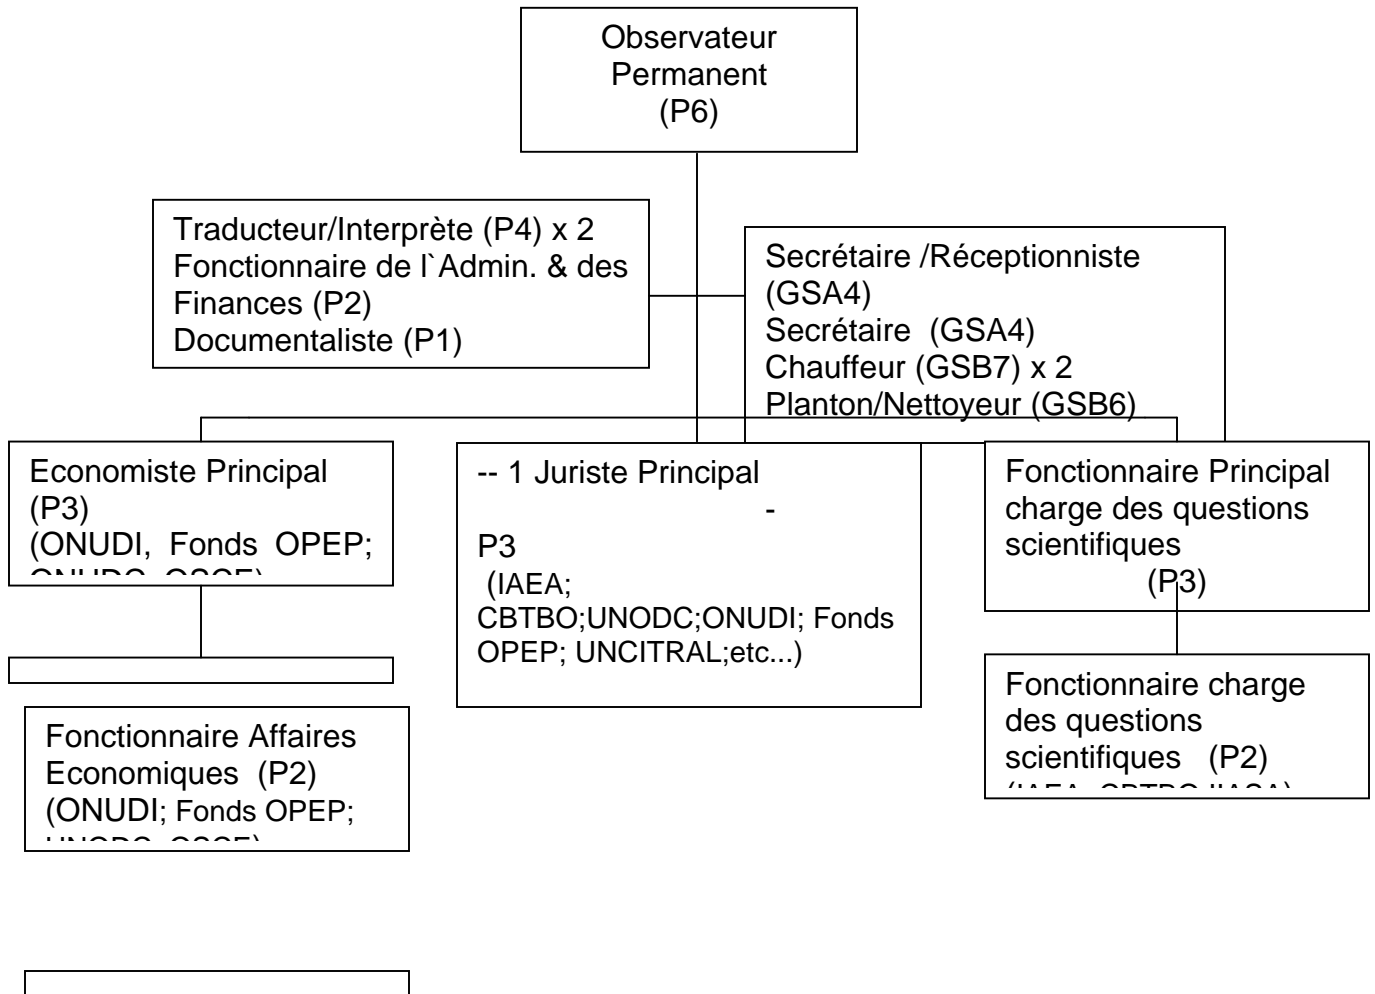 Observateur
Permanent
(P6)
Traducteur/Interprète (P4) x 2
Fonctionnaire de l`Admin. & des
Finances (P2)
Documentaliste (P1)
Secrétaire /Réceptionniste
(GSA4)
Secrétaire  (GSA4)
Chauffeur (GSB7) x 2
Planton/Nettoyeur (GSB6)
Economiste Principal
(P3)
(ONUDI, Fonds OPEP;
-- 1 Juriste Principal
-
P3
(IAEA;
CBTBO;UNODC;ONUDI; Fonds
OPEP; UNCITRAL;etc...)
Fonctionnaire Principal
charge des questions
scientifiques
(P3)
Fonctionnaire Affaires
Economiques  (P2)
(ONUDI; Fonds OPEP;
Fonctionnaire charge
des questions
scientifiques   (P2)